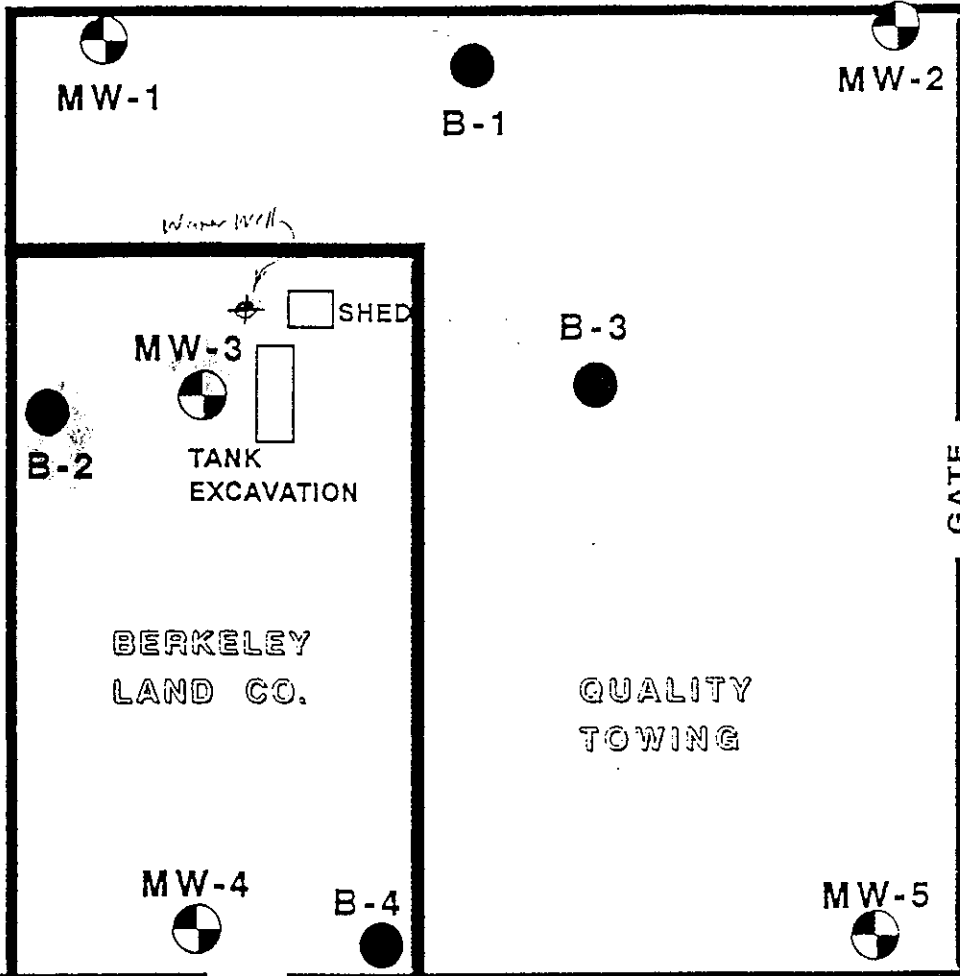 MW-1
B-1
MW-2
Water Well
SHED
MW-3
B-3
B-2
TANK
EXCAVATION
GATE
BERKELEY
LAND CO.
QUALITY
TOWING
MW-4
B-4
MW-5